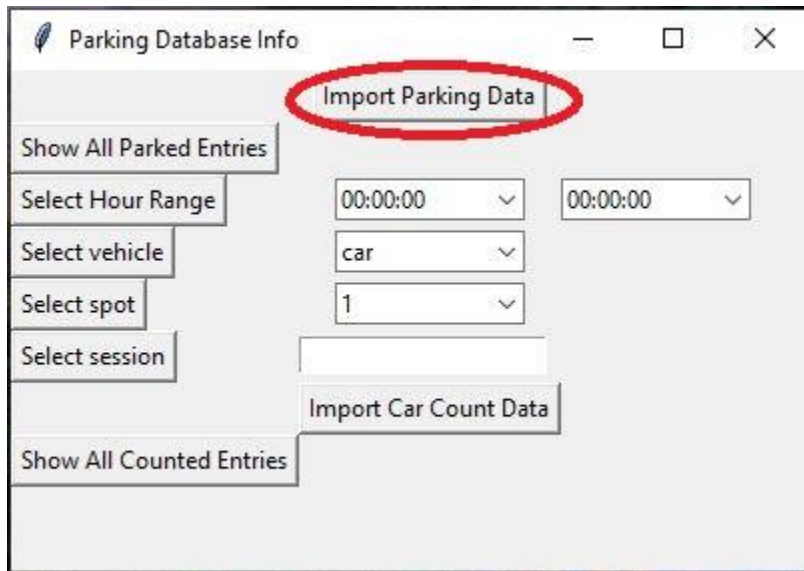 Parking Database Info
Import Parking Data
Show All Parked Entries
Select Hour Range 00:00:00 00:00:00
Select vehicle car
Select spot 1
Select session
Import Car Count Data
Show All Counted Entries